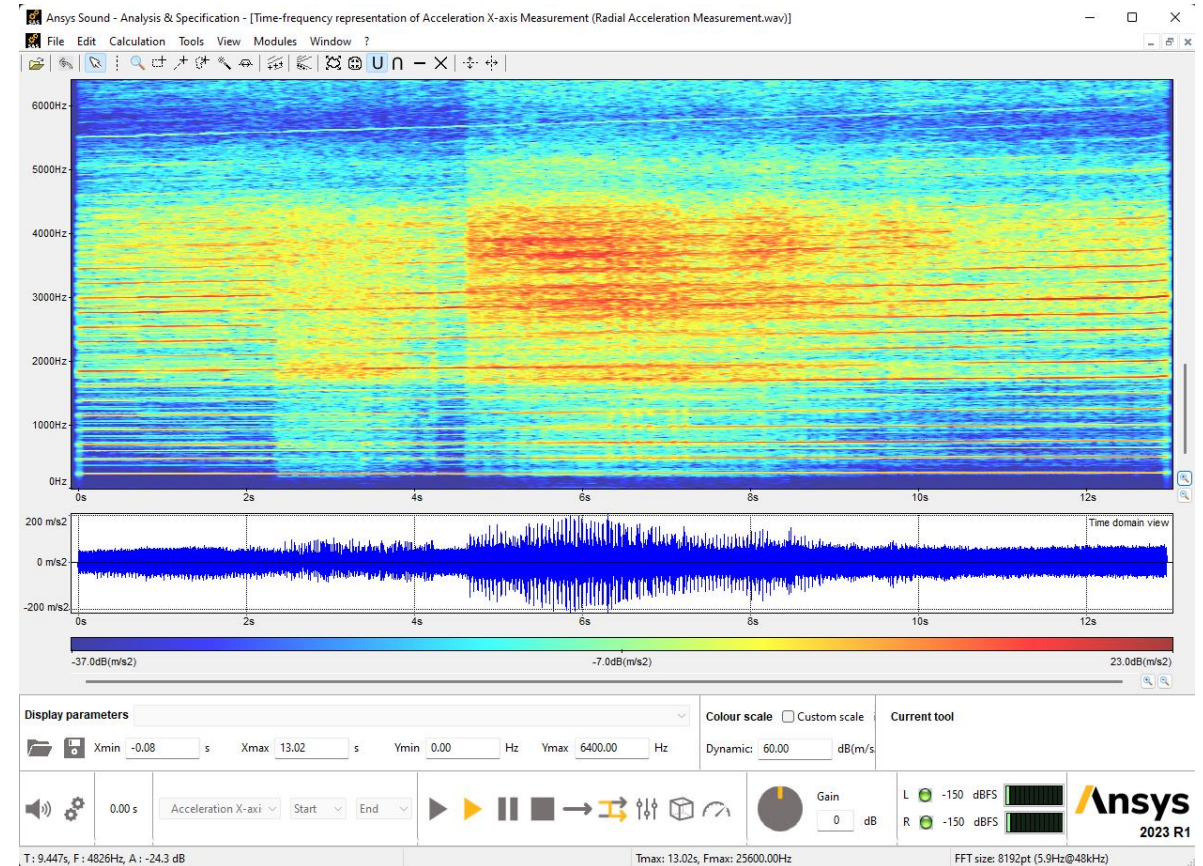 Ansys Sound - Analysis & Specification - [Time-frequency representation of Acceleration X-axis Measurement (Radial Acceleration Measurement.wav)]
File Edit Calculation Tools View Modules Window ?
6000Hz
5000Hz
4000Hz
3000Hz
2000Hz
1000Hz
0Hz
0s 2s 4s 6s 8s 10s 12s
200 m/s2
Time domain view
0 m/s2
-200 m/s2
0s 2s 4s 6s 8s 10s 12s
-37.0dB(m/s2) -7.0dB(m/s2) 23.0dB(m/s2)
Display parameters Colour scale Custom scale Current tool
Xmin -0.08 s Xmax 13.02 s Ymin 0.00 Hz Ymax 6400.00 Hz Dynamic: 60.00 dB(m/s
0.00 s Acceleration X-axi Start End Gain 0 dB
L -150 dBFS
R -150 dBFS
Ansys
2023 R1
T : 9.447s, F : 4826Hz, A : -24.3 dB Tmax: 13.02s, Fmax: 25600.00Hz FFT size: 8192pt (5.9Hz@48kHz)